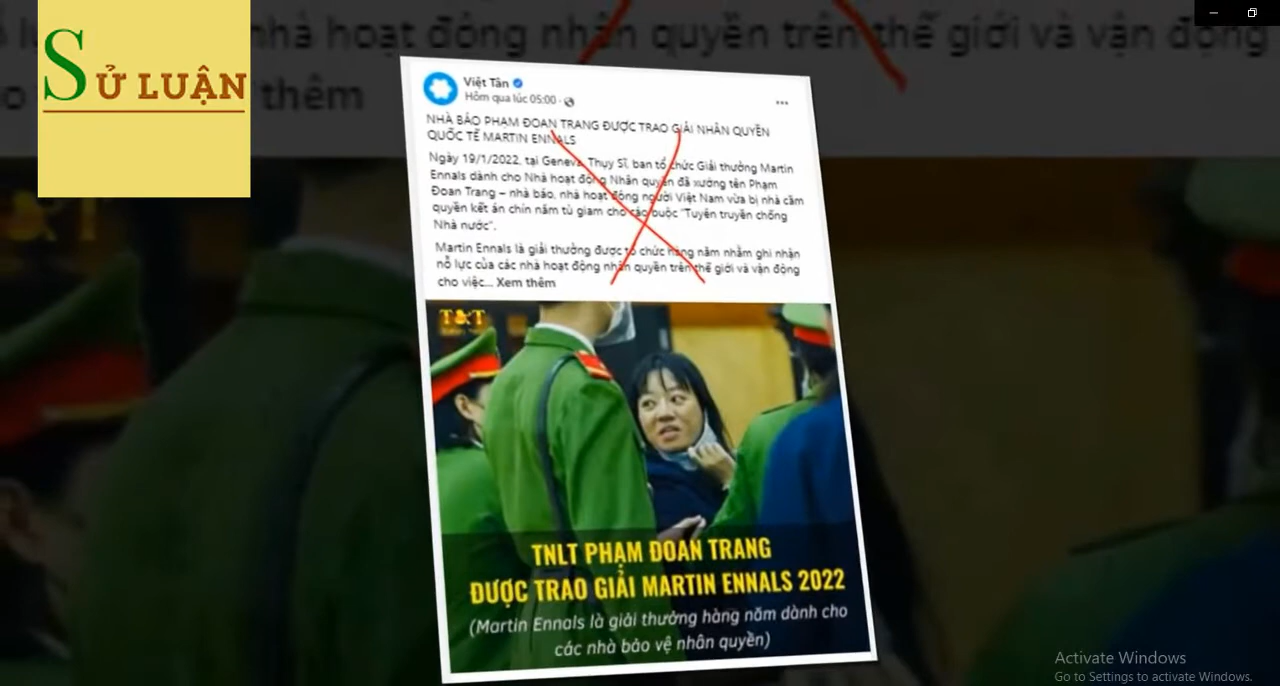 SỬ LUẬN
nhà hoạt động nhân quyền trên thế giới và vận động
thêm
Việt Tân
Hôm qua lúc 05:00
NHÀ BÁO PHẠM ĐOAN TRANG ĐƯỢC TRAO GIẢI NHÂN QUYỀN
QUỐC TẾ MARTIN ENNALS
Ngày 19/1/2022, tại Geneva, Thụy Sĩ, ban tổ chức Giải thưởng Martin
Ennals dành cho Nhà hoạt động Nhân quyền đã xướng tên Phạm
Đoan Trang – nhà báo, nhà hoạt động người Việt Nam vừa bị nhà cầm
quyền kết án chín năm tù giam cho cáo buộc "Tuyên truyền chống
Nhà nước".
Martin Ennals là giải thưởng được tổ chức hàng năm nhằm ghi nhận
nỗ lực của các nhà hoạt động nhân quyền trên thế giới và vận động
cho việc... Xem thêm
T&T
TNLT PHẠM ĐOAN TRANG
ĐƯỢC TRAO GIẢI MARTIN ENNALS 2022
(Martin Ennals là giải thưởng hàng năm dành cho
các nhà bảo vệ nhân quyền)
Activate Windows
Go to Settings to activate Windows.